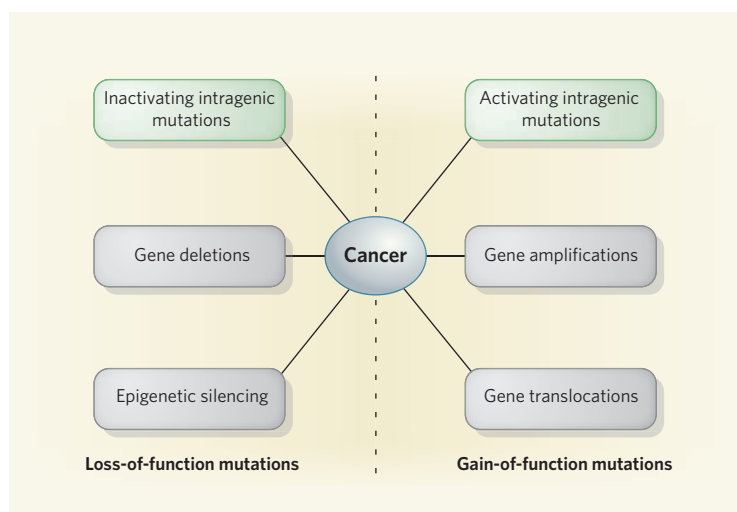 Inactivating intragenic
mutations
Activating intragenic
mutations
Gene deletions
Cancer
Gene amplifications
Epigenetic silencing
Gene translocations
Loss-of-function mutations
Gain-of-function mutations